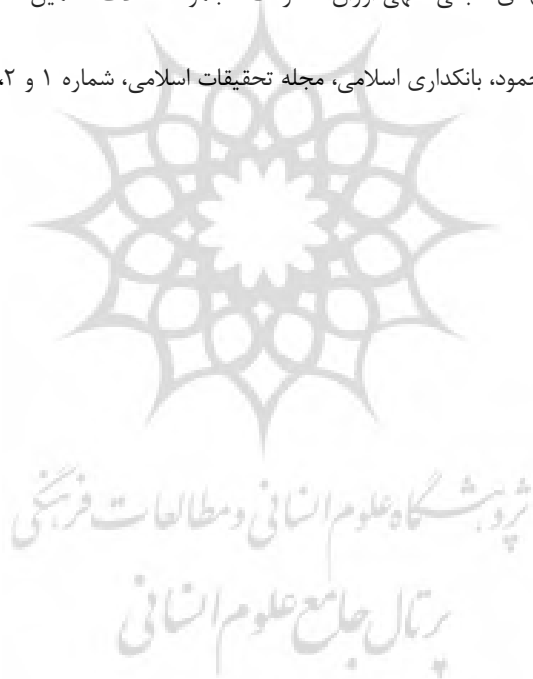 حمود، بانکداری اسلامی، مجله تحقیقات اسلامی، شماره ۱ و ۲،
پژوهشگاه علوم انسانی و مطالعات فرهنگی
پرتال جامع علوم انسانی